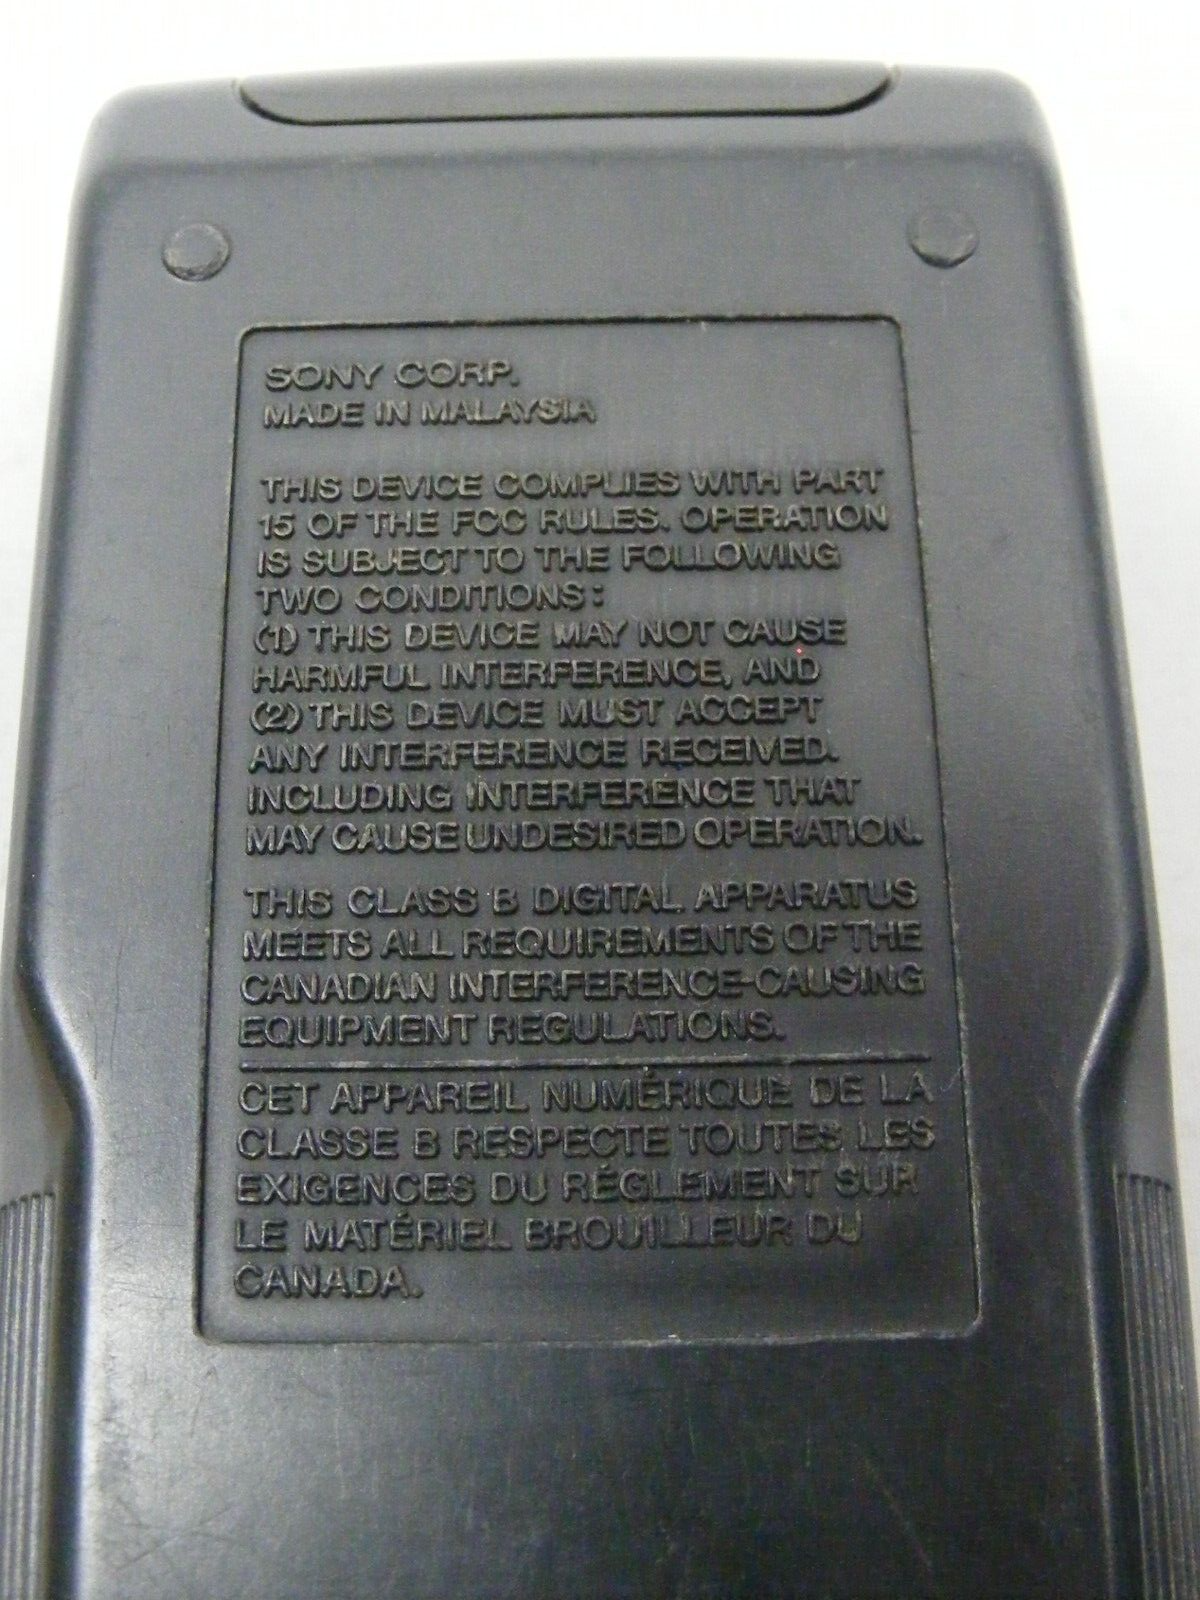 SONY CORP.
MADE IN MALAYSIA
THIS DEVICE COMPLIES WITH PART
15 OF THE FCC RULES. OPERATION
IS SUBJECT TO THE FOLLOWING
TWO CONDITIONS:
(1) THIS DEVICE MAY NOT CAUSE
HARMFUL INTERFERENCE, AND
(2) THIS DEVICE MUST ACCEPT
ANY INTERFERENCE RECEIVED.
INCLUDING INTERFERENCE THAT
MAY CAUSE UNDESIRED OPERATION.
THIS CLASS B DIGITAL APPARATUS
MEETS ALL REQUIREMENTS OF THE
CANADIAN INTERFERENCE-CAUSING
EQUIPMENT REGULATIONS.
CET APPAREIL NUMÉRIQUE DE LA
CLASSE B RESPECTE TOUTES LES
EXIGENCES DU RÉGLEMENT SUR
LE MATÉRIEL BROUILLEUR DU
CANADA.